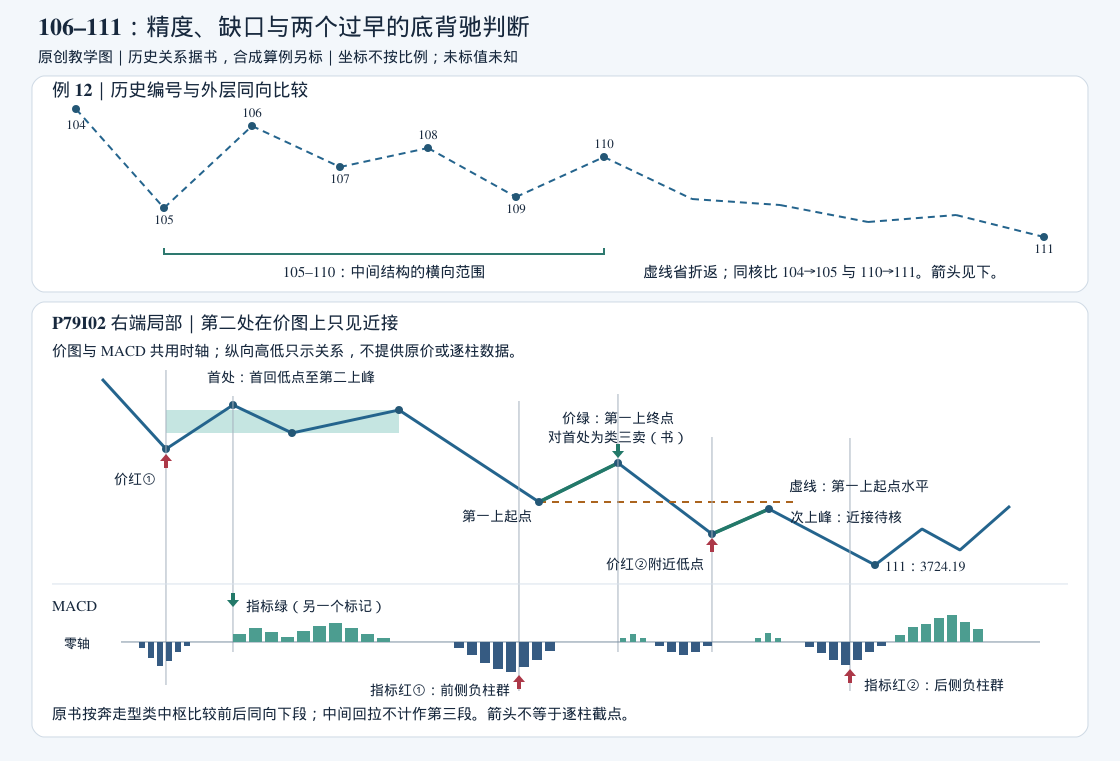 106–111：精度、缺口与两个过早的底背驰判断
原创教学图｜历史关系据书，合成算例另标｜坐标不按比例；未标值未知
例 12｜历史编号与外层同向比较
104
105
106
107
108
109
110
111
105–110：中间结构的横向范围
虚线省折返；同核比 104→105 与 110→111。箭头见下。
P79I02 右端局部｜第二处在价图上只见近接
价图与 MACD 共用时轴；纵向高低只示关系，不提供原价或逐柱数据。
首处：首回低点至第二上峰
价绿：第一上终点
对首处为类三卖（书）
价红①
第一上起点
虚线：第一上起点水平
次上峰：近接待核
价红②附近低点
111：3724.19
MACD
指标绿（另一个标记）
零轴
指标红①：前侧负柱群
指标红②：后侧负柱群
原书按奔走型类中枢比较前后同向下段；中间回拉不计作第三段。箭头不等于逐柱截点。